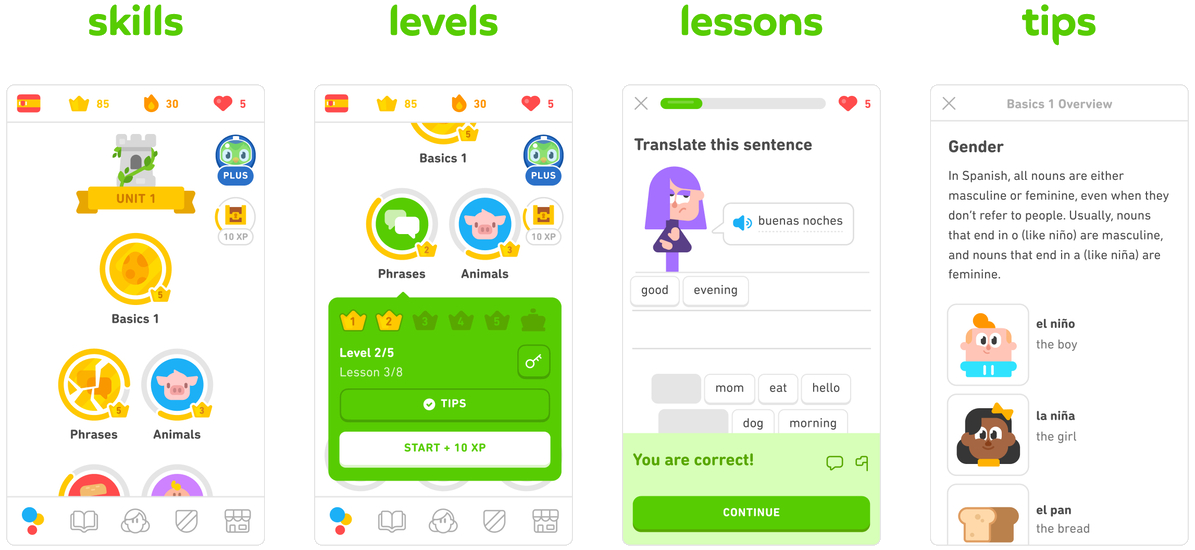 skills
levels
lessons
tips
85
30
5
UNIT 1
PLUS
10 XP
5
Basics 1
5
3
Phrases
Animals
85
30
5
5
Basics 1
PLUS
10 XP
2
3
Phrases
Animals
1
2
3
4
5
Level 2/5
Lesson 3/8
TIPS
START + 10 XP
5
Translate this sentence
buenas noches
good
evening
mom
eat
hello
dog
morning
You are correct!
CONTINUE
Basics 1 Overview
Gender
In Spanish, all nouns are either
masculine or feminine, even when they
don't refer to people. Usually, nouns
that end in o (like niño) are masculine,
and nouns that end in a (like niña) are
feminine.
el niño
the boy
la niña
the girl
el pan
the bread